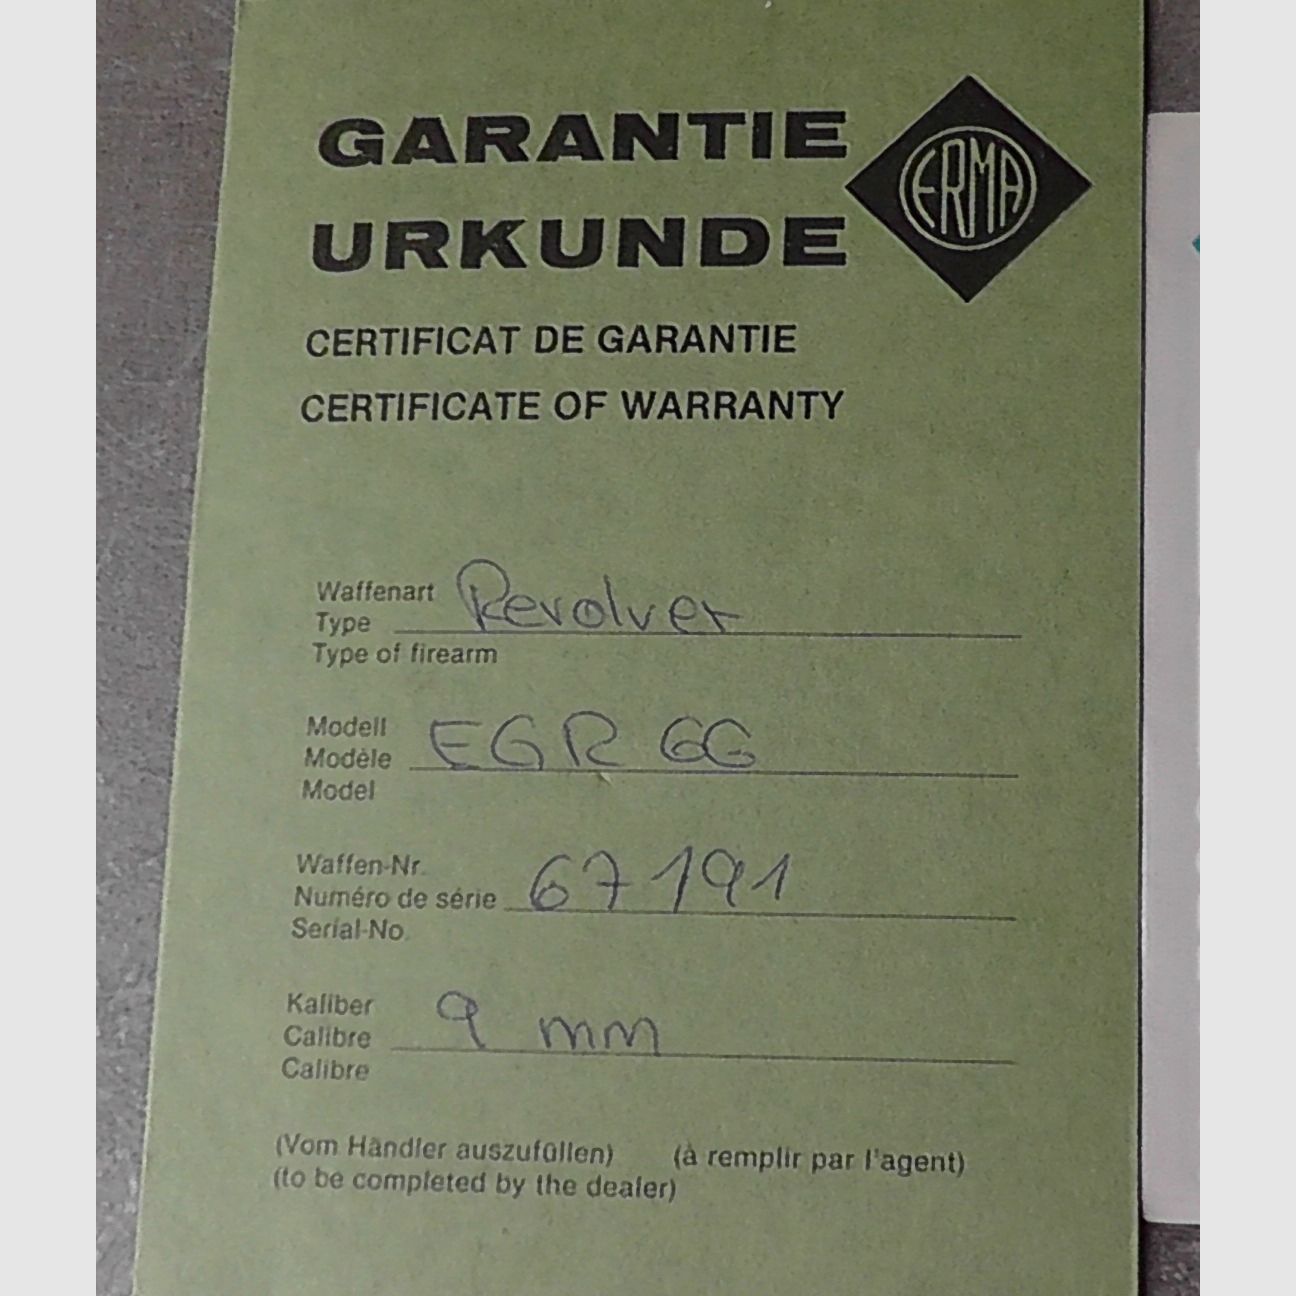 GARANTIE
URKUNDE
ERMA
CERTIFICAT DE GARANTIE
CERTIFICATE OF WARRANTY
Waffenart
Type Revolver
Type of firearm
Modell
Modèle EGR 66
Model
Waffen-Nr.
Numéro de série 67191
Serial-No.
Kaliber
Calibre 9 mm
Calibre
(Vom Händler auszufüllen) (à remplir par l'agent)
(to be completed by the dealer)